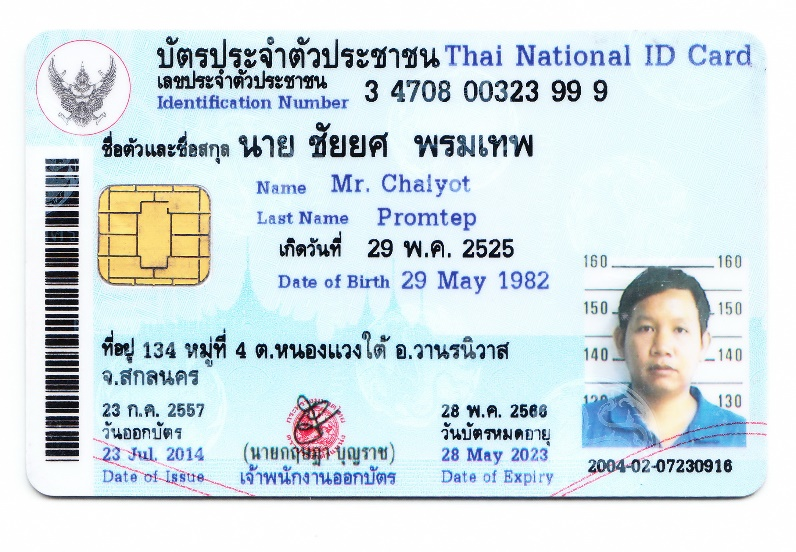 บัตรประจำตัวประชาชน Thai National ID Card
เลขประจำตัวประชาชน
Identification Number 3 4708 00323 99 9
ชื่อตัวและชื่อสกุล นาย ชัยยศ พรมเทพ
Name Mr. Chaiyot
Last Name Promtep
เกิดวันที่ 29 พ.ค. 2525
Date of Birth 29 May 1982
160 160
150 150
140 140
130 130
ที่อยู่ 134 หมู่ที่ 4 ต.หนองแวงใต้ อ.วานรนิวาส
จ.สกลนคร
23 ก.ค. 2557
วันออกบัตร
23 Jul. 2014
Date of Issue
(นายกฤษฎา บุญราช)
เจ้าพนักงานออกบัตร
28 พ.ค. 2566
วันบัตรหมดอายุ
28 May 2023
Date of Expiry
2004-02-07230916